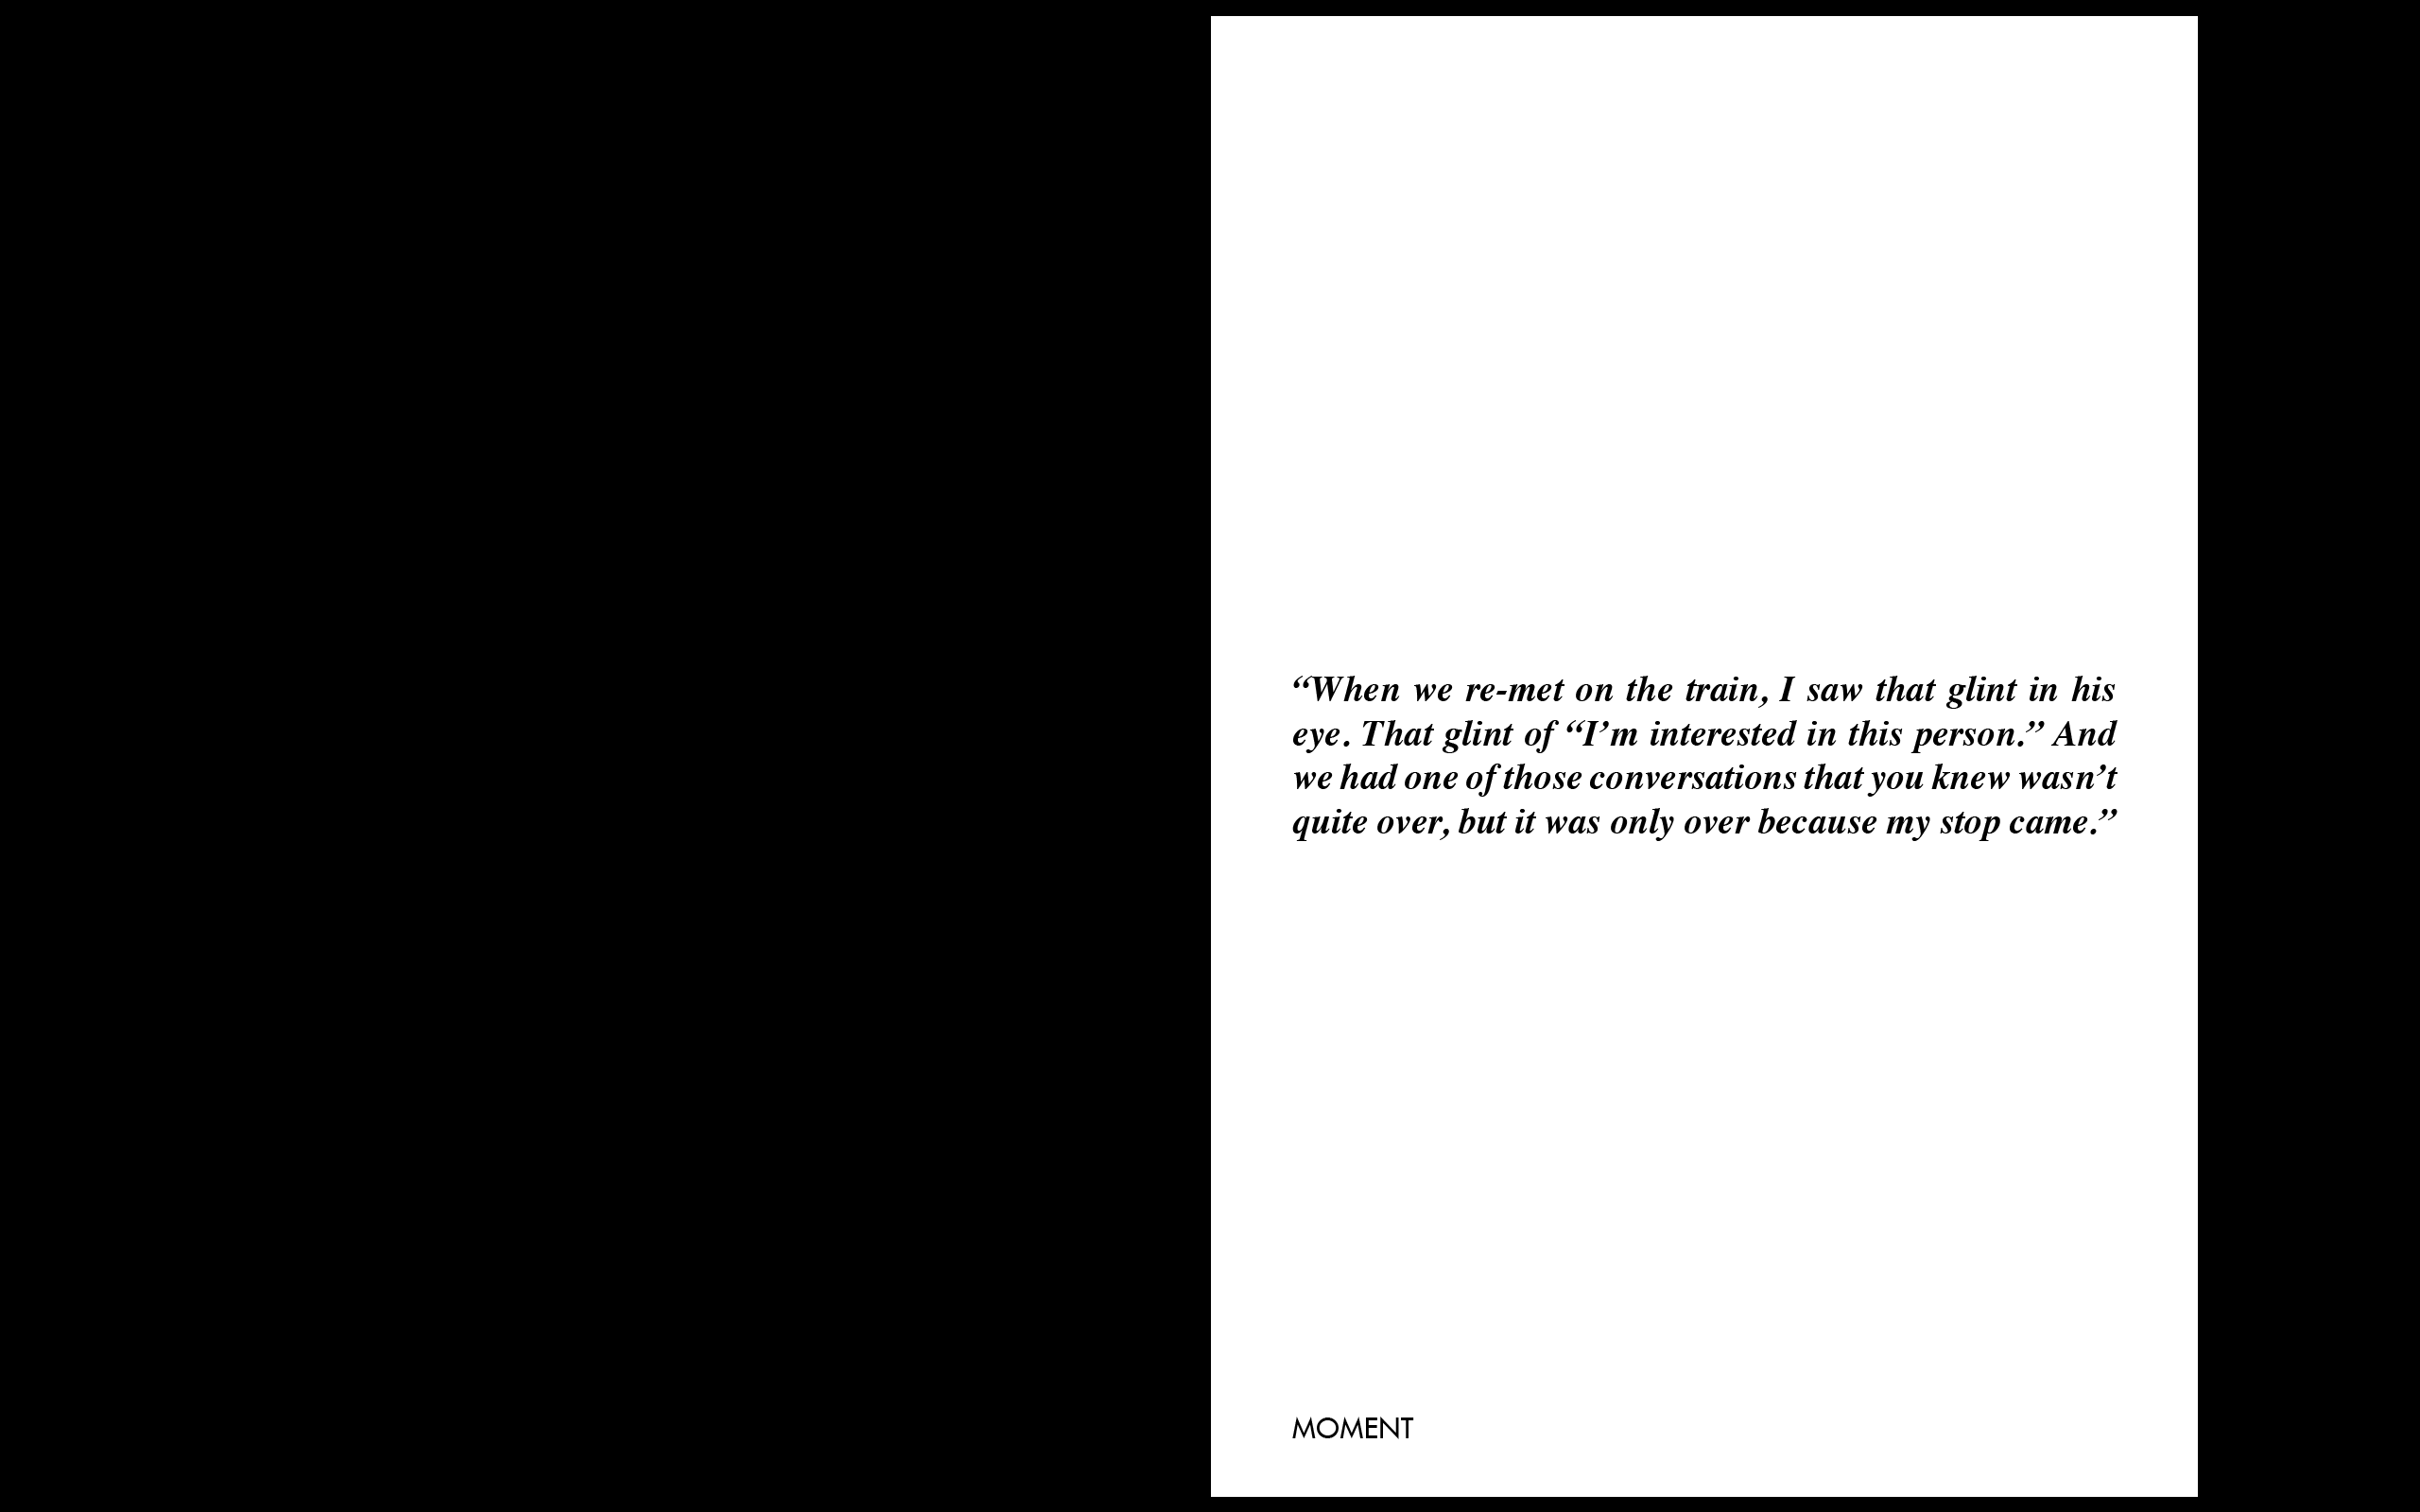 “When we re-met on the train, I saw that glint in his
eye. That glint of “I’m interested in this person.” And
we had one of those conversations that you knew wasn’t
quite over, but it was only over because my stop came.”
MOMENT